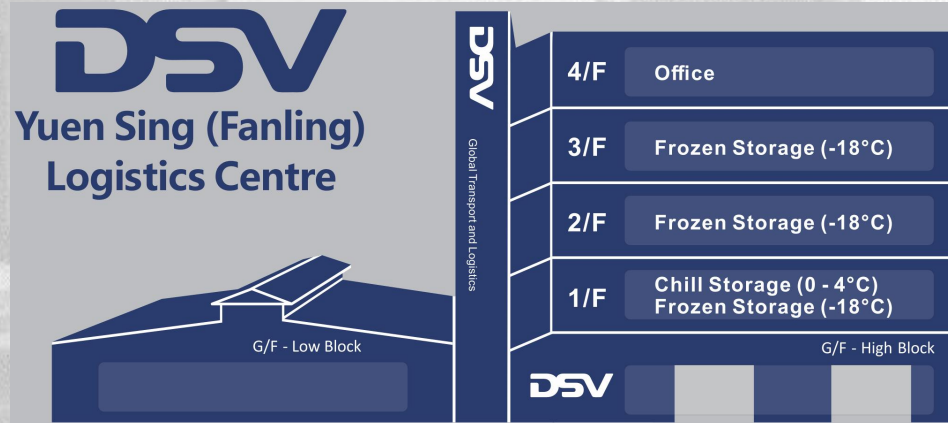 DSV
Yuen Sing (Fanling)
Logistics Centre
G/F - Low Block
DSV
Global Transport and Logistics
4/F Office
3/F Frozen Storage (-18°C)
2/F Frozen Storage (-18°C)
1/F Chill Storage (0 - 4°C)
Frozen Storage (-18°C)
G/F - High Block
DSV